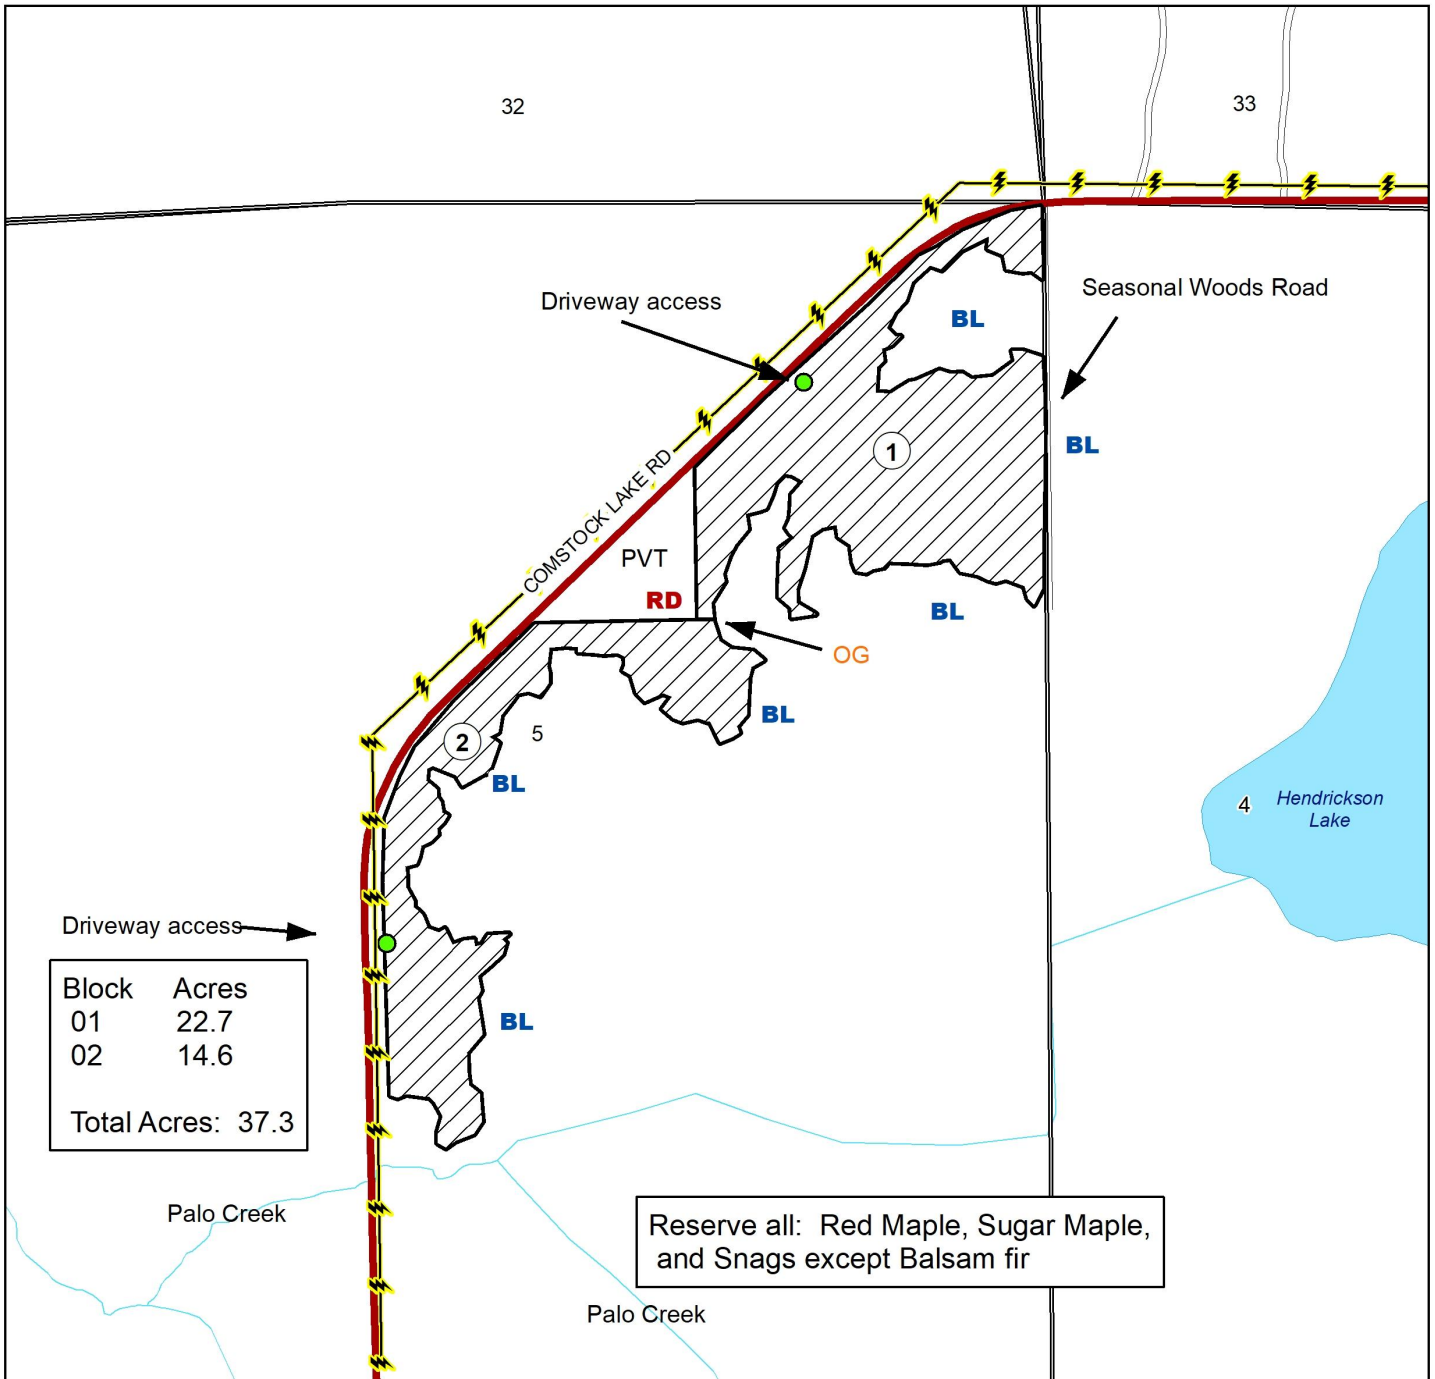 32
33
Driveway access
Seasonal Woods Road
BL
BL
1
COMSTOCK LAKE RD
PVT
RD
BL
OG
BL
2
5
BL
4
Hendrickson
Lake
Driveway access
Block Acres
01 22.7
02 14.6
Total Acres: 37.3
BL
Palo Creek
Reserve all: Red Maple, Sugar Maple,
and Snags except Balsam fir
Palo Creek